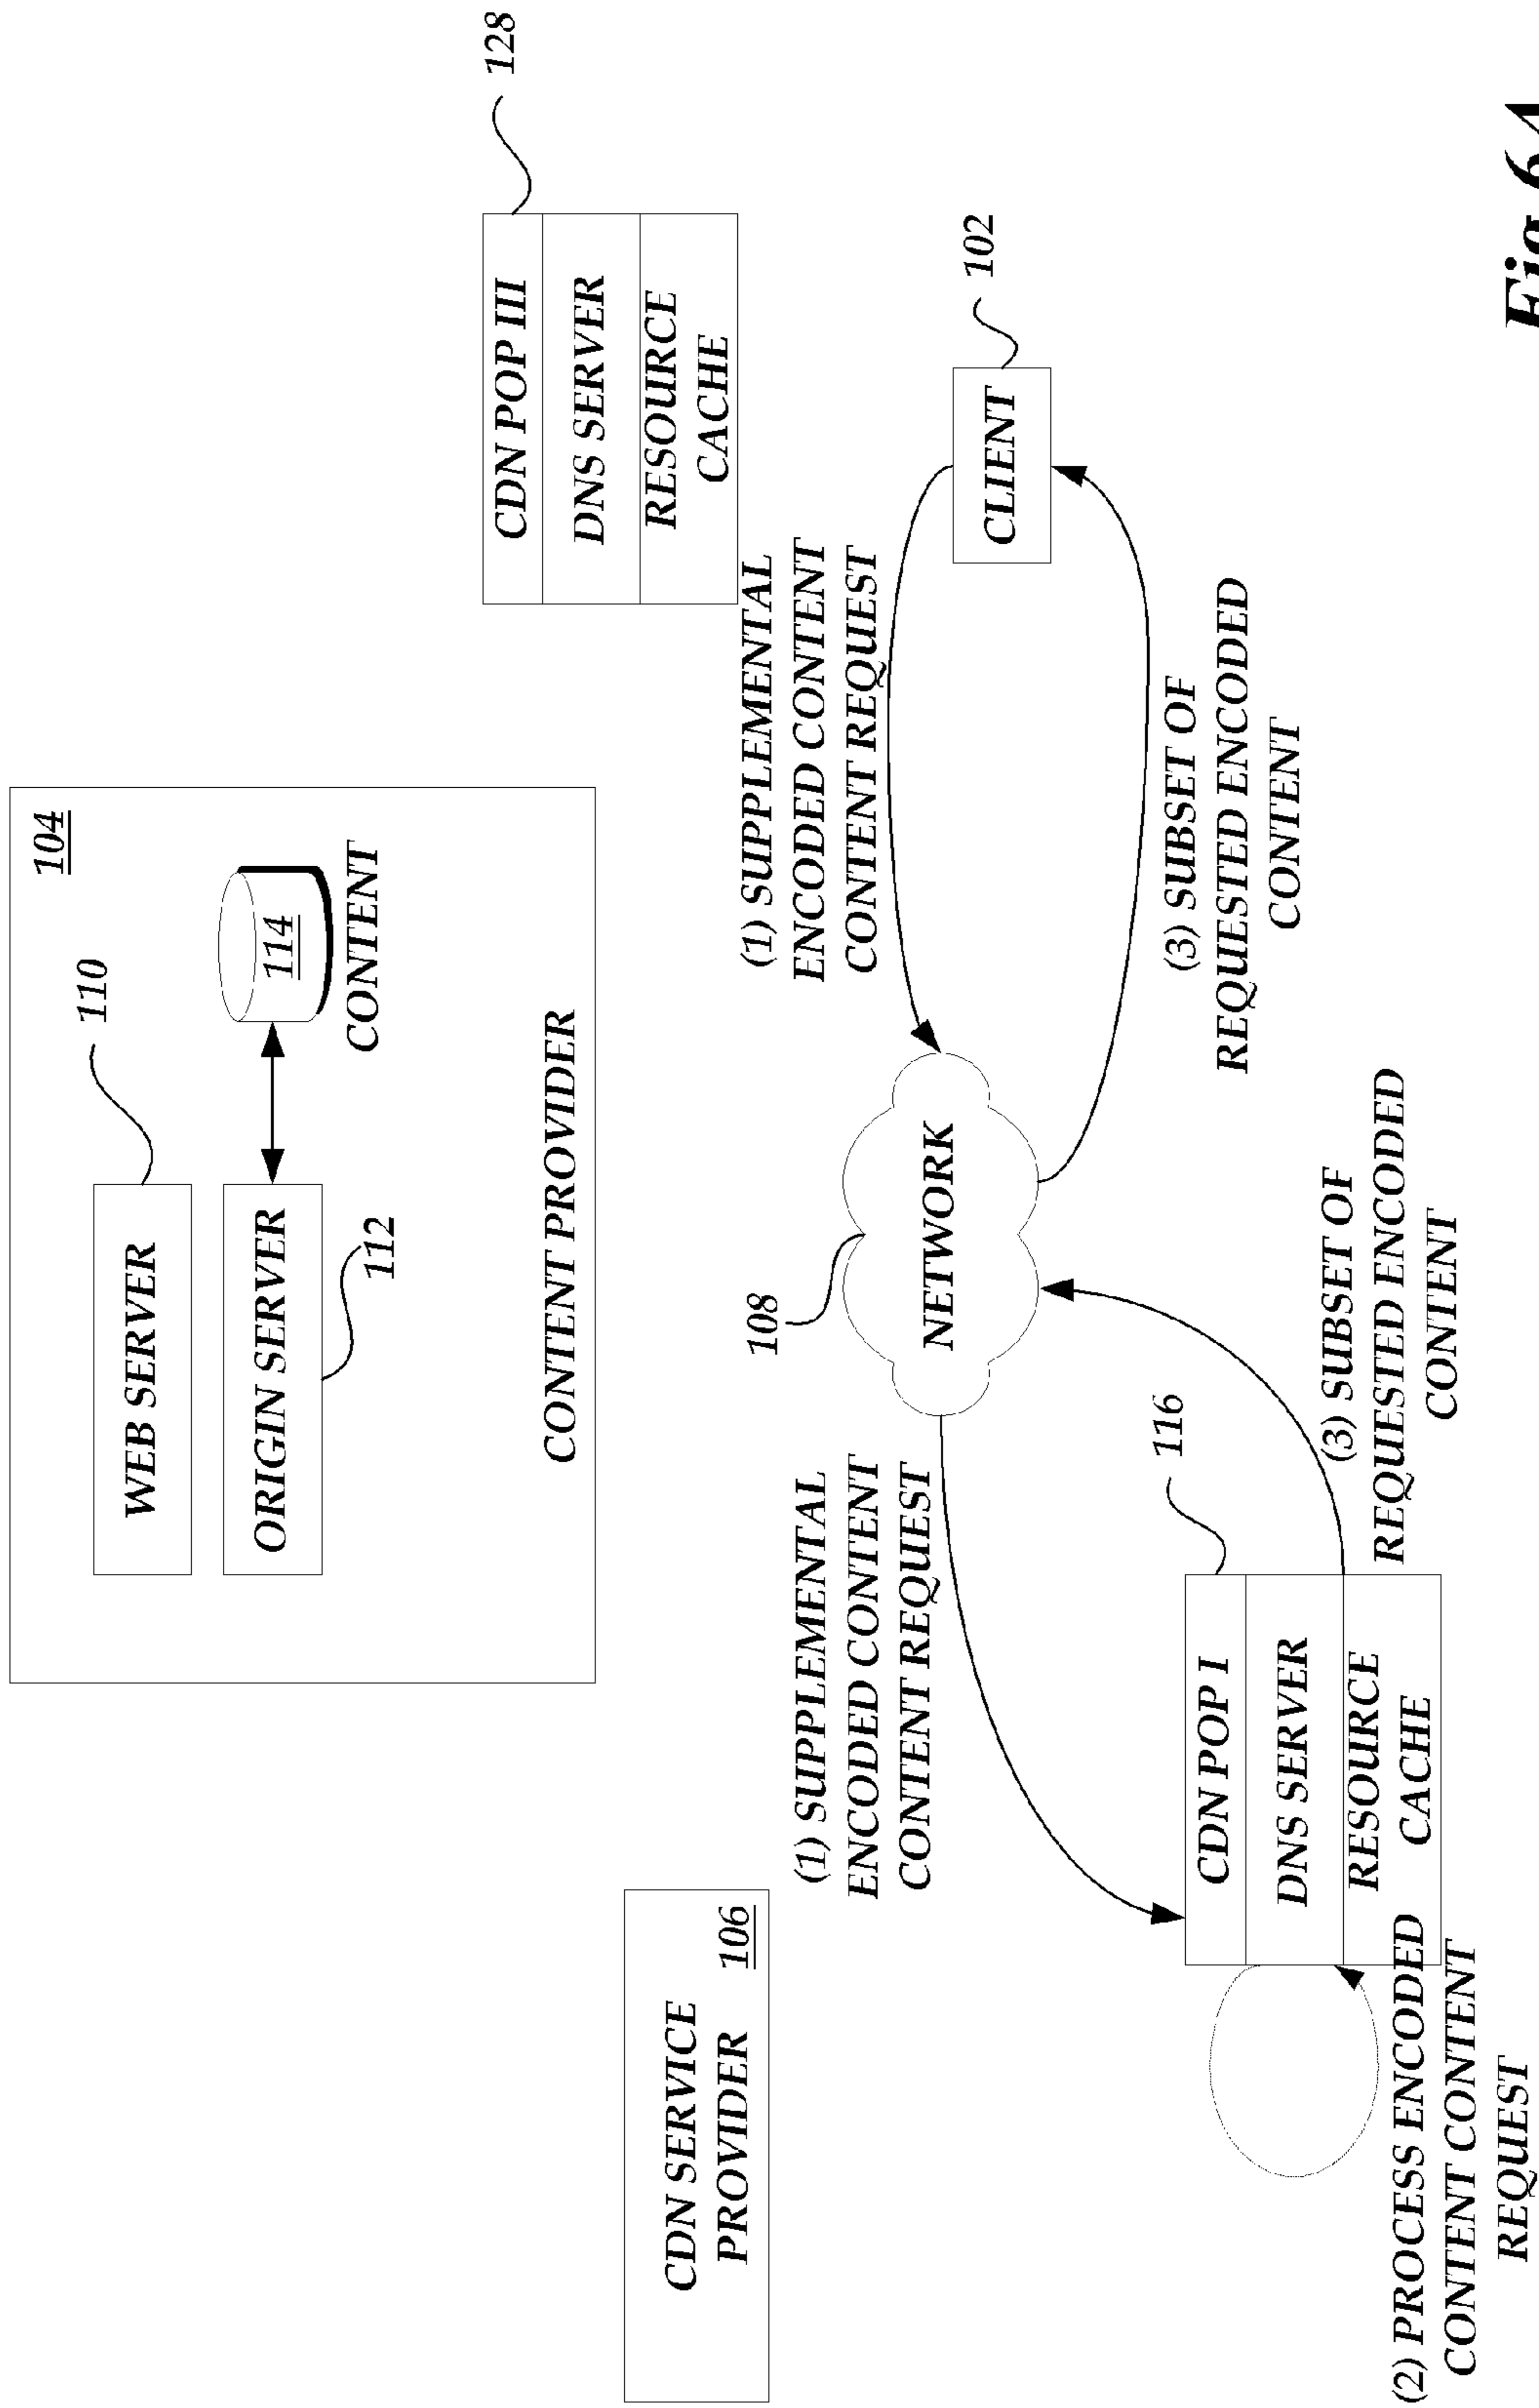 104
WEB SERVER
110
ORIGIN SERVER
112
114
CONTENT
CONTENT PROVIDER
CDN SERVICE
PROVIDER
106
CDN POP III
DNS SERVER
RESOURCE
CACHE
128
(1) SUPPLEMENTAL
ENCODED CONTENT
CONTENT REQUEST
(1) SUPPLEMENTAL
ENCODED CONTENT
CONTENT REQUEST
108
NETWORK
CLIENT
102
(3) SUBSET OF
REQUESTED ENCODED
CONTENT
116
CDN POP I
DNS SERVER
RESOURCE
CACHE
(3) SUBSET OF
REQUESTED ENCODED
CONTENT
(2) PROCESS ENCODED
CONTENT CONTENT
REQUEST
Fig.6A